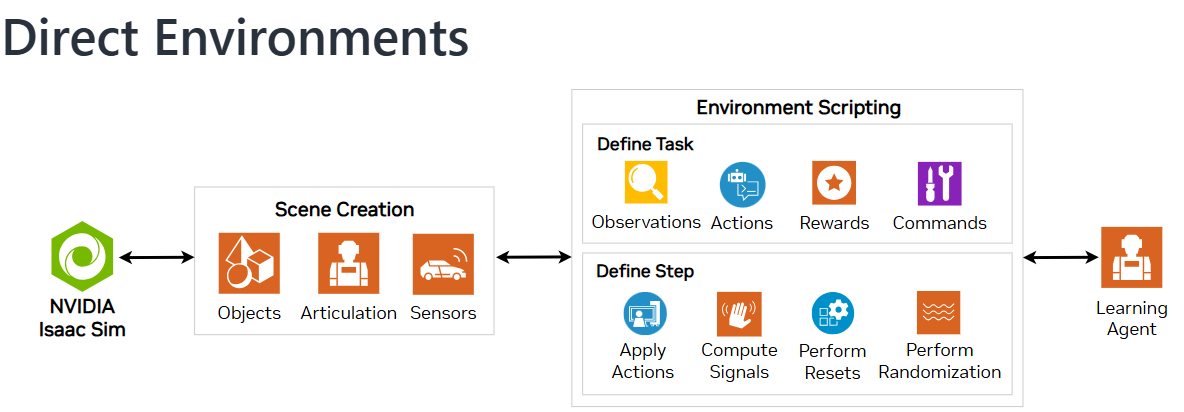 Direct Environments
Environment Scripting
Define Task
Observations
Actions
Rewards
Commands
Scene Creation
Objects
Articulation
Sensors
NVIDIA
Isaac Sim
Define Step
Apply
Actions
Compute
Signals
Perform
Resets
Perform
Randomization
Learning
Agent